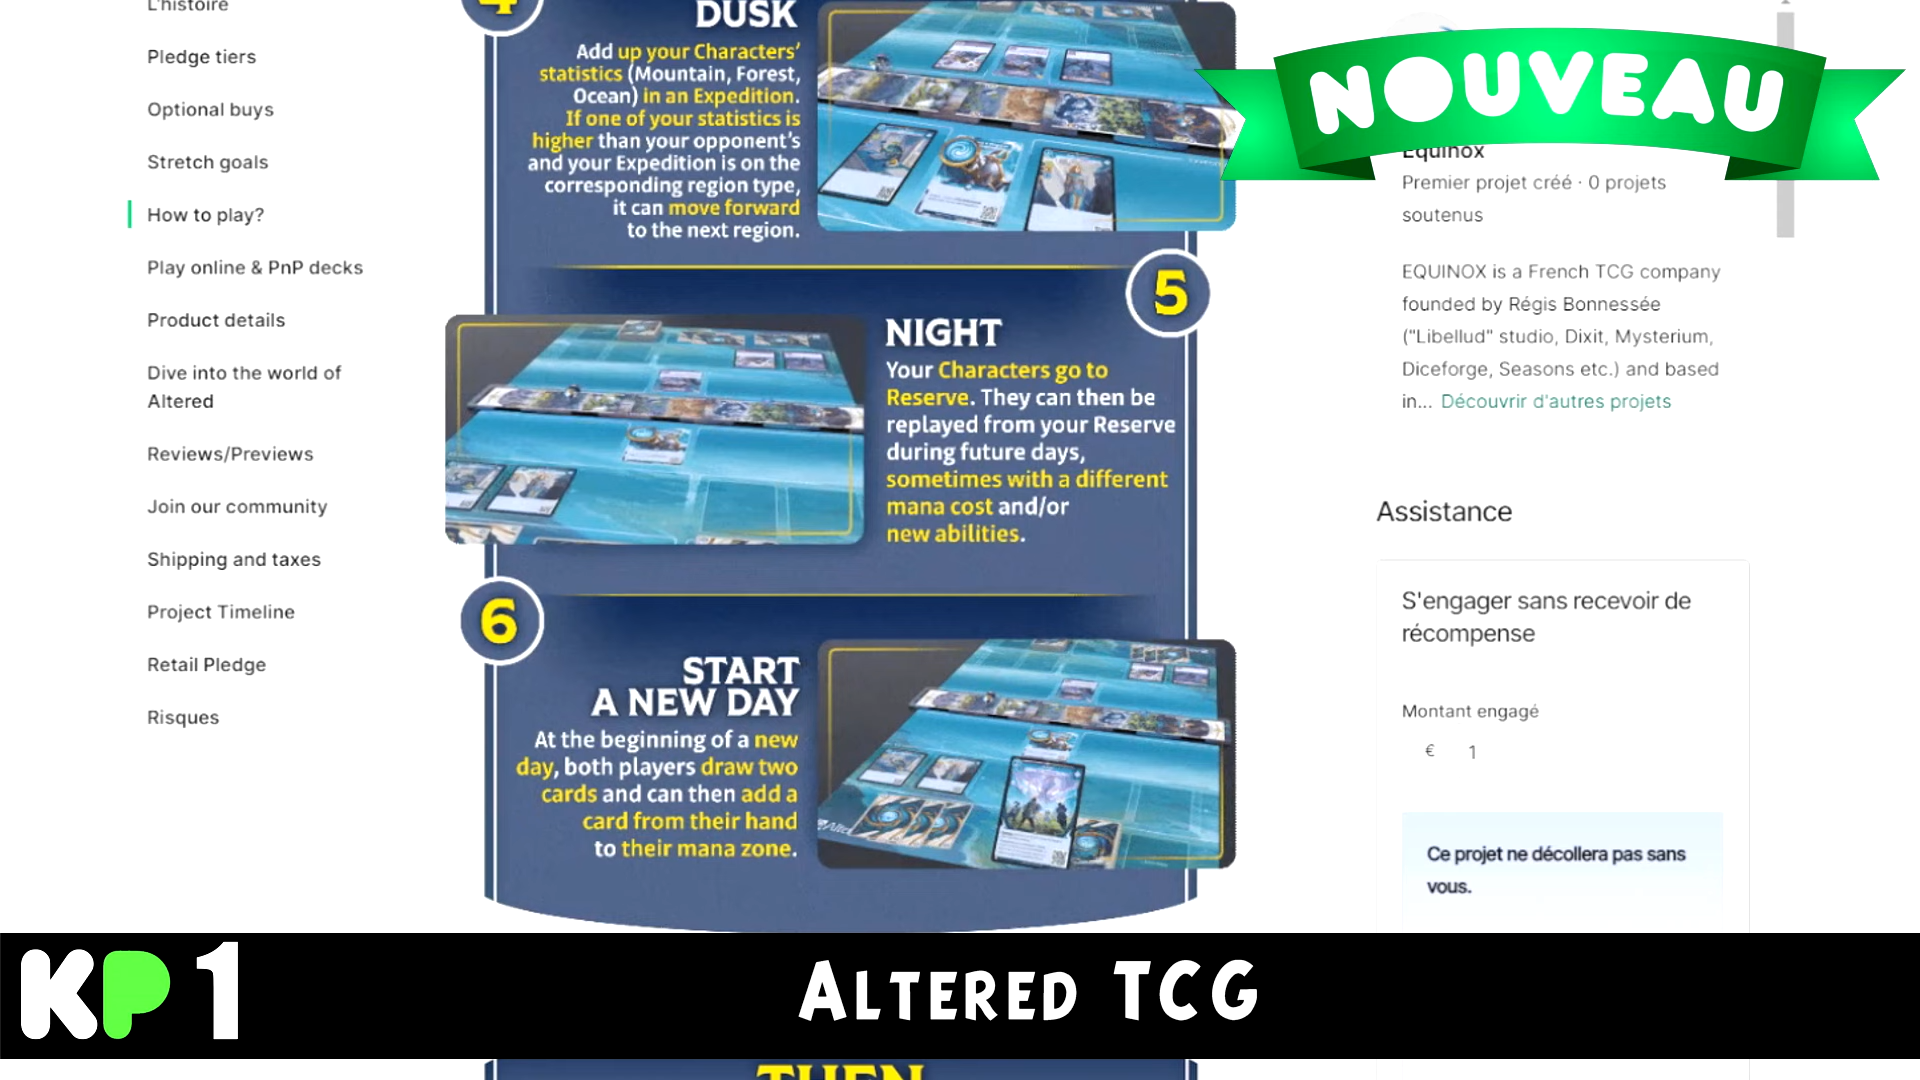 L'histoire
Pledge tiers
Optional buys
Stretch goals
How to play?
Play online & PnP decks
Product details
Dive into the world of
Altered
Reviews/Previews
Join our community
Shipping and taxes
Project Timeline
Retail Pledge
Risques
4
DUSK
Add up your Characters'
statistics (Mountain, Forest,
Ocean) in an Expedition.
If one of your statistics is
higher than your opponent's
and your Expedition is on the
corresponding region type,
it can move forward
to the next region.
5
NIGHT
Your Characters go to
Reserve. They can then be
replayed from your Reserve
during future days,
sometimes with a different
mana cost and/or
new abilities.
6
START
A NEW DAY
At the beginning of a new
day, both players draw two
cards and can then add a
card from their hand
to their mana zone.
THEN
NOUVEAU
Equinox
Premier projet créé · 0 projets
soutenus
EQUINOX is a French TCG company
founded by Régis Bonnessée
("Libellud" studio, Dixit, Mysterium,
Diceforge, Seasons etc.) and based
in... Découvrir d'autres projets
Assistance
S'engager sans recevoir de
récompense
Montant engagé
€ 1
Ce projet ne décollera pas sans
vous.
KP 1
ALTERED TCG